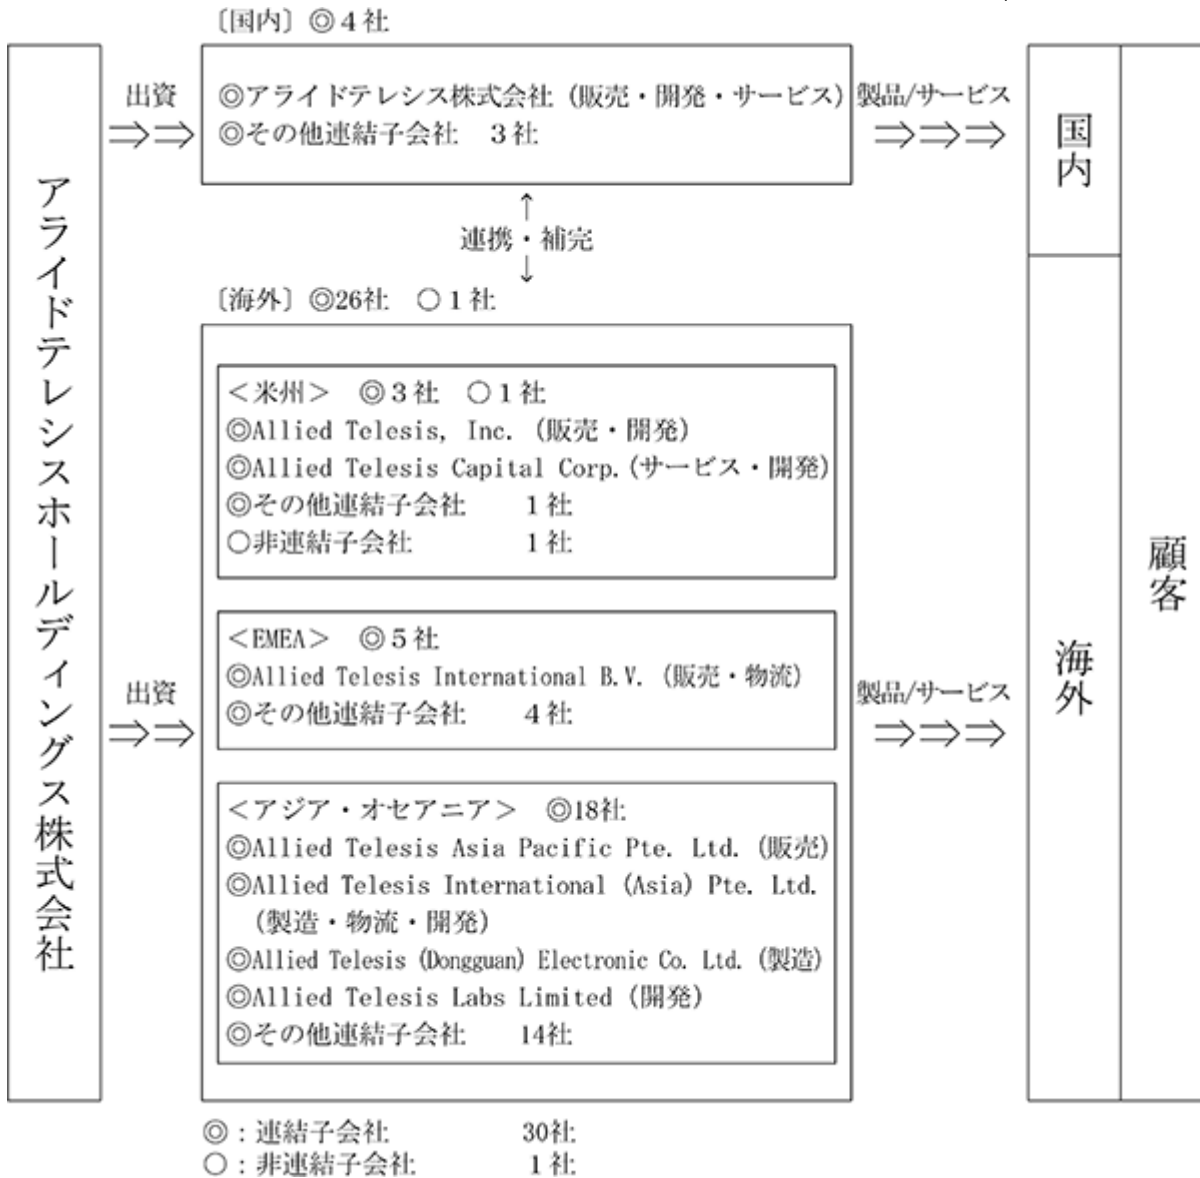 〔国内〕◎４社
アライドテレシスホールディングス株式会社
出資
⇒⇒
◎アライドテレシス株式会社（販売・開発・サービス）
◎その他連結子会社　３社
製品/サービス
⇒⇒⇒
国内
↑
連携・補完
↓
〔海外〕◎26社　○１社
＜米州＞　◎３社　○１社
◎Allied Telesis, Inc.（販売・開発）
◎Allied Telesis Capital Corp.（サービス・開発）
◎その他連結子会社　１社
○非連結子会社　１社
＜EMEA＞　◎５社
◎Allied Telesis International B.V.（販売・物流）
◎その他連結子会社　４社
出資
⇒⇒
製品/サービス
⇒⇒⇒
海外
顧客
＜アジア・オセアニア＞　◎18社
◎Allied Telesis Asia Pacific Pte. Ltd.（販売）
◎Allied Telesis International (Asia) Pte. Ltd.
（製造・物流・開発）
◎Allied Telesis (Dongguan) Electronic Co. Ltd.（製造）
◎Allied Telesis Labs Limited（開発）
◎その他連結子会社　14社
◎：連結子会社　30社
○：非連結子会社　１社